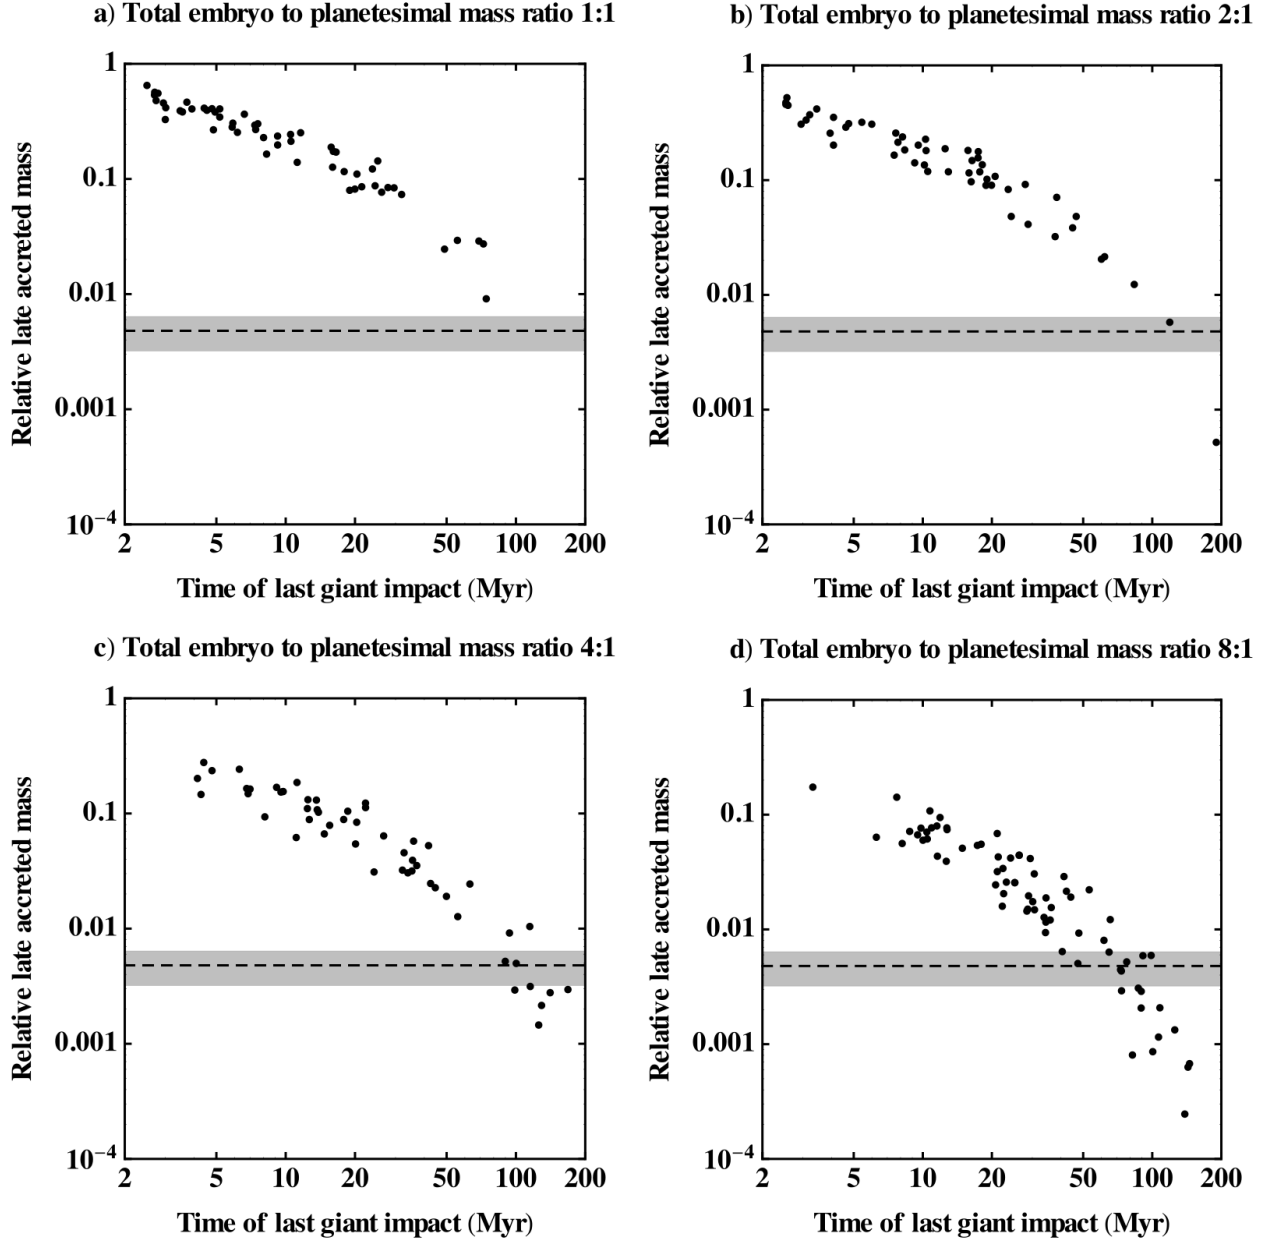 a) Total embryo to planetesimal mass ratio 1:1
Relative late accreted mass
1
0.1
0.01
0.001
10−4
2 5 10 20 50 100 200
Time of last giant impact (Myr)
b) Total embryo to planetesimal mass ratio 2:1
Relative late accreted mass
1
0.1
0.01
0.001
10−4
2 5 10 20 50 100 200
Time of last giant impact (Myr)
c) Total embryo to planetesimal mass ratio 4:1
Relative late accreted mass
1
0.1
0.01
0.001
10−4
2 5 10 20 50 100 200
Time of last giant impact (Myr)
d) Total embryo to planetesimal mass ratio 8:1
Relative late accreted mass
1
0.1
0.01
0.001
10−4
2 5 10 20 50 100 200
Time of last giant impact (Myr)